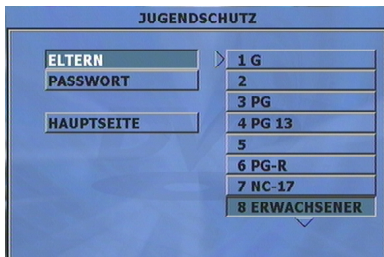 JUGENDSCHUTZ
ELTERN
PASSWORT
HAUPTSEITE
1 G
2
3 PG
4 PG 13
5
6 PG-R
7 NC-17
8 ERWACHSENER